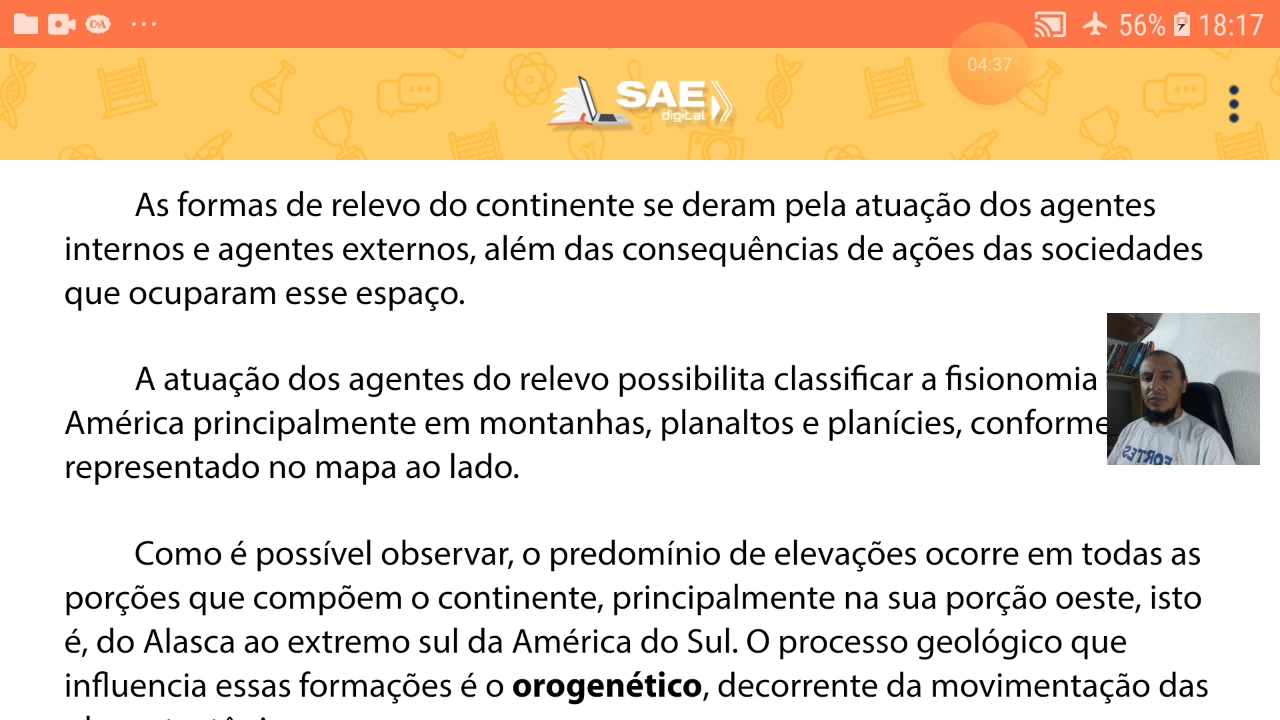 C&A
56% 18:17
04:37
SAE
digital
As formas de relevo do continente se deram pela atuação dos agentes
internos e agentes externos, além das consequências de ações das sociedades
que ocuparam esse espaço.
A atuação dos agentes do relevo possibilita classificar a fisionomia
América principalmente em montanhas, planaltos e planícies, conforme
representado no mapa ao lado.
Como é possível observar, o predomínio de elevações ocorre em todas as
porções que compõem o continente, principalmente na sua porção oeste, isto
é, do Alasca ao extremo sul da América do Sul. O processo geológico que
influencia essas formações é o orogenético, decorrente da movimentação das
FORTES